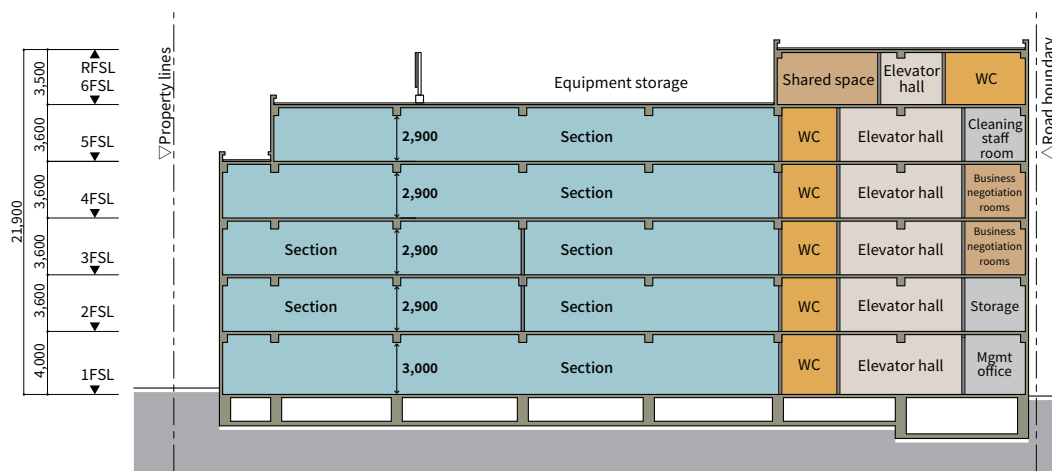 21,900
3,500
3,600
3,600
3,600
3,600
4,000
RFSL
6FSL
5FSL
4FSL
3FSL
2FSL
1FSL
▽Property lines
Equipment storage
Shared space
Elevator
hall
WC
2,900
Section
WC
Elevator hall
Cleaning
staff
room
2,900
Section
WC
Elevator hall
Business
negotiation
rooms
Section
2,900
Section
WC
Elevator hall
Business
negotiation
rooms
Section
2,900
Section
WC
Elevator hall
Storage
3,000
Section
WC
Elevator hall
Mgmt
office
◁Road boundary